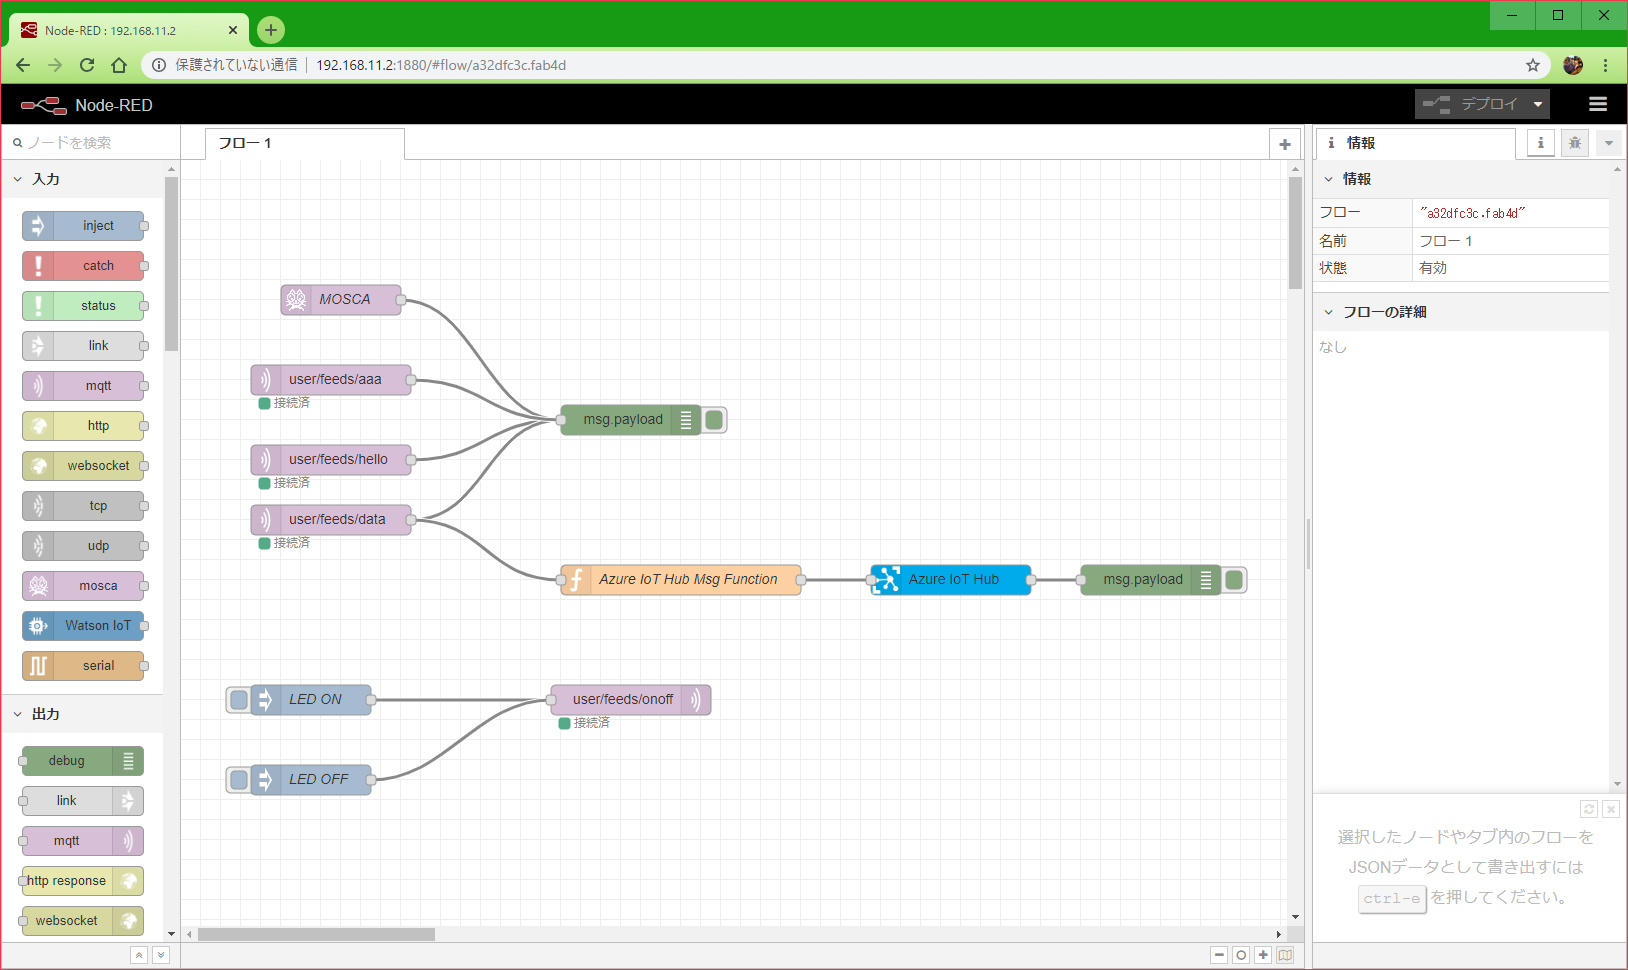 Node-RED : 192.168.11.2
保護されていない通信
192.168.11.2:1880/#flow/a32dfc3c.fab4d
Node-RED
デプロイ
ノードを検索
入力
inject
catch
status
link
mqtt
http
websocket
tcp
udp
mosca
Watson IoT
serial
出力
debug
link
mqtt
http response
websocket
フロー 1
MOSCA
user/feeds/aaa
接続済
user/feeds/hello
接続済
user/feeds/data
接続済
msg.payload
Azure IoT Hub Msg Function
Azure IoT Hub
msg.payload
LED ON
user/feeds/onoff
接続済
LED OFF
情報
情報
フロー "a32dfc3c.fab4d"
名前 フロー 1
状態 有効
フローの詳細
なし
選択したノードやタブ内のフローを
JSONデータとして書き出すには
ctrl-e を押してください。